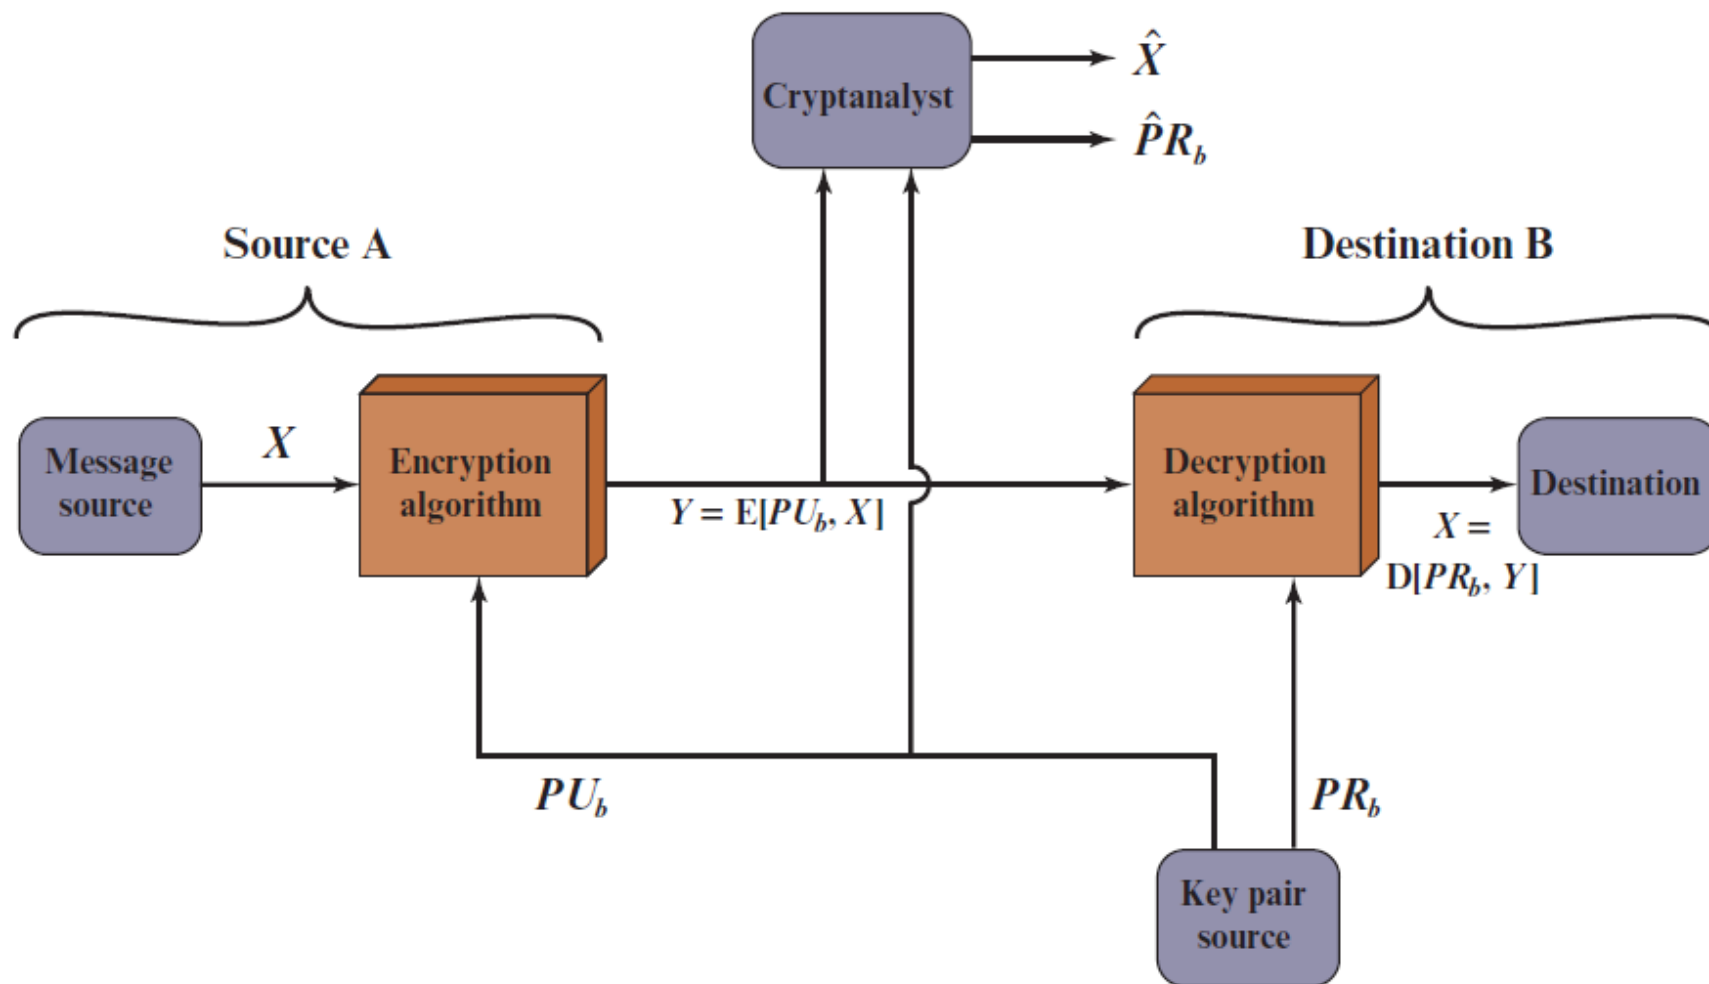 X̂
Cryptanalyst
P̂R_b
Source A
Destination B
X
Message
source
Encryption
algorithm
Y = E[PU_b, X]
Decryption
algorithm
Destination
X =
D[PR_b, Y]
PU_b
PR_b
Key pair
source